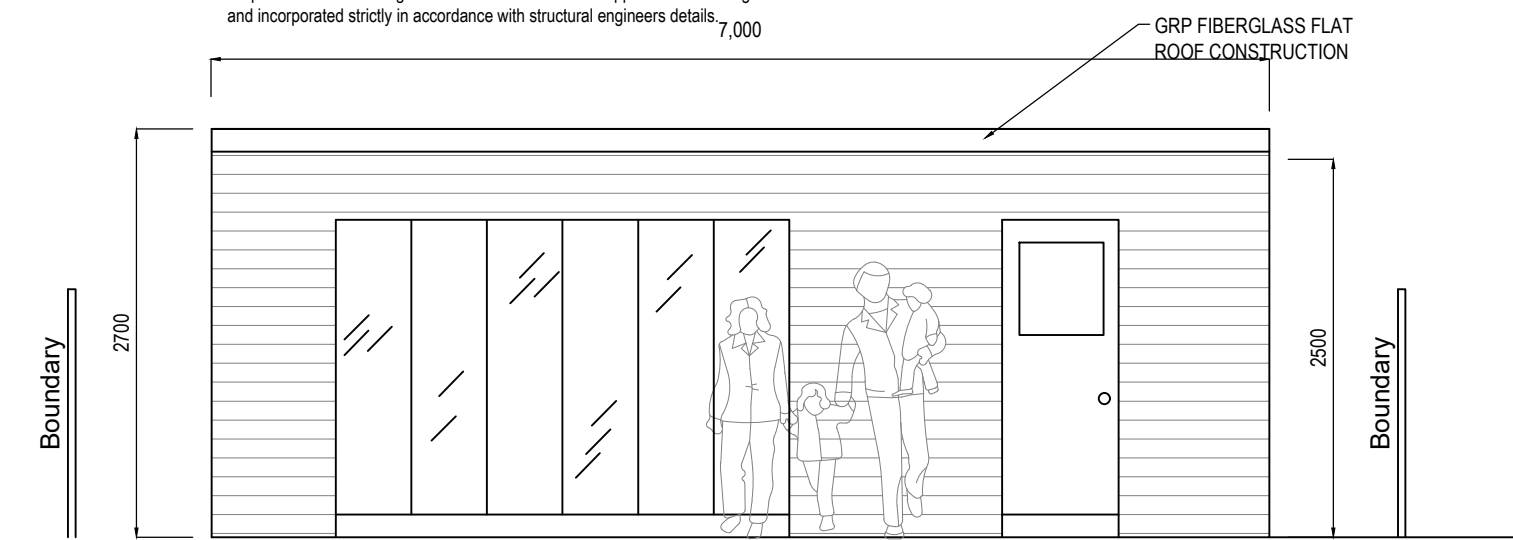 and incorporated strictly in accordance with structural engineers details.
7,000
GRP FIBERGLASS FLAT
ROOF CONSTRUCTION
2700
2500
Boundary
Boundary